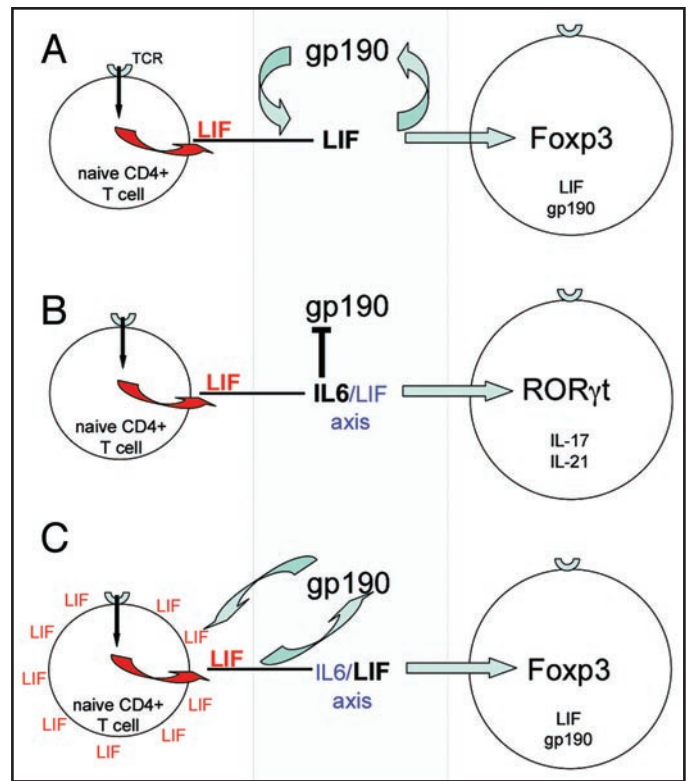 A
TCR
LIF
naive CD4+
T cell
gp190
LIF
Foxp3
LIF
gp190
B
LIF
naive CD4+
T cell
gp190
IL6/LIF
axis
RORγt
IL-17
IL-21
C
LIF
LIF
LIF
LIF
LIF
LIF
LIF
LIF
LIF
LIF
naive CD4+
T cell
gp190
IL6/LIF
axis
Foxp3
LIF
gp190